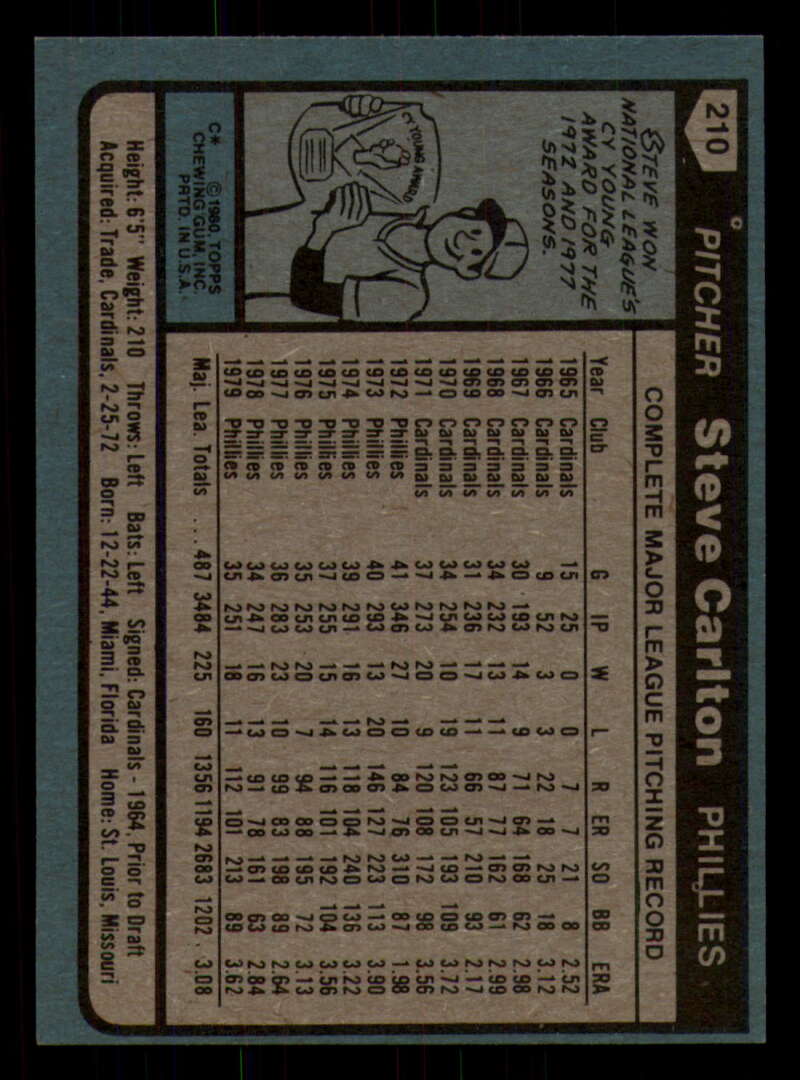 210 PITCHER Steve Carlton PHILLIES
STEVE WON
NATIONAL LEAGUE'S
CY YOUNG
AWARD FOR THE
1972 AND 1977
SEASONS.
CY YOUNG AWARD
C* © 1980, TOPPS
CHEWING GUM, INC.
PRTD. IN U.S.A.
COMPLETE MAJOR LEAGUE PITCHING RECORD
Year Club G IP W L R ER SO BB ERA
1965 Cardinals 15 25 0 0 7 7 21 8 2.52
1966 Cardinals 9 52 3 3 22 18 25 18 3.12
1967 Cardinals 30 193 14 9 71 64 168 62 2.98
1968 Cardinals 34 232 13 11 87 77 162 61 2.99
1969 Cardinals 31 236 17 11 66 57 210 93 2.17
1970 Cardinals 34 254 10 19 123 105 193 109 3.72
1971 Cardinals 37 273 20 9 120 108 172 98 3.56
1972 Phillies 41 346 27 10 84 76 310 87 1.98
1973 Phillies 40 293 13 20 146 127 223 113 3.90
1974 Phillies 39 291 16 13 118 104 240 136 3.22
1975 Phillies 37 255 15 14 116 101 192 104 3.56
1976 Phillies 35 253 20 7 94 88 195 72 3.13
1977 Phillies 36 283 23 10 99 83 198 89 2.64
1978 Phillies 34 247 16 13 91 78 161 63 2.84
1979 Phillies 35 251 18 11 112 101 213 89 3.62
Maj. Lea. Totals ... 487 3484 225 160 1356 1194 2683 1202 3.08
Height: 6'5" Weight: 210 Throws: Left Bats: Left Signed: Cardinals - 1964, Prior to Draft
Acquired: Trade, Cardinals, 2-25-72 Born: 12-22-44, Miami, Florida Home: St. Louis, Missouri